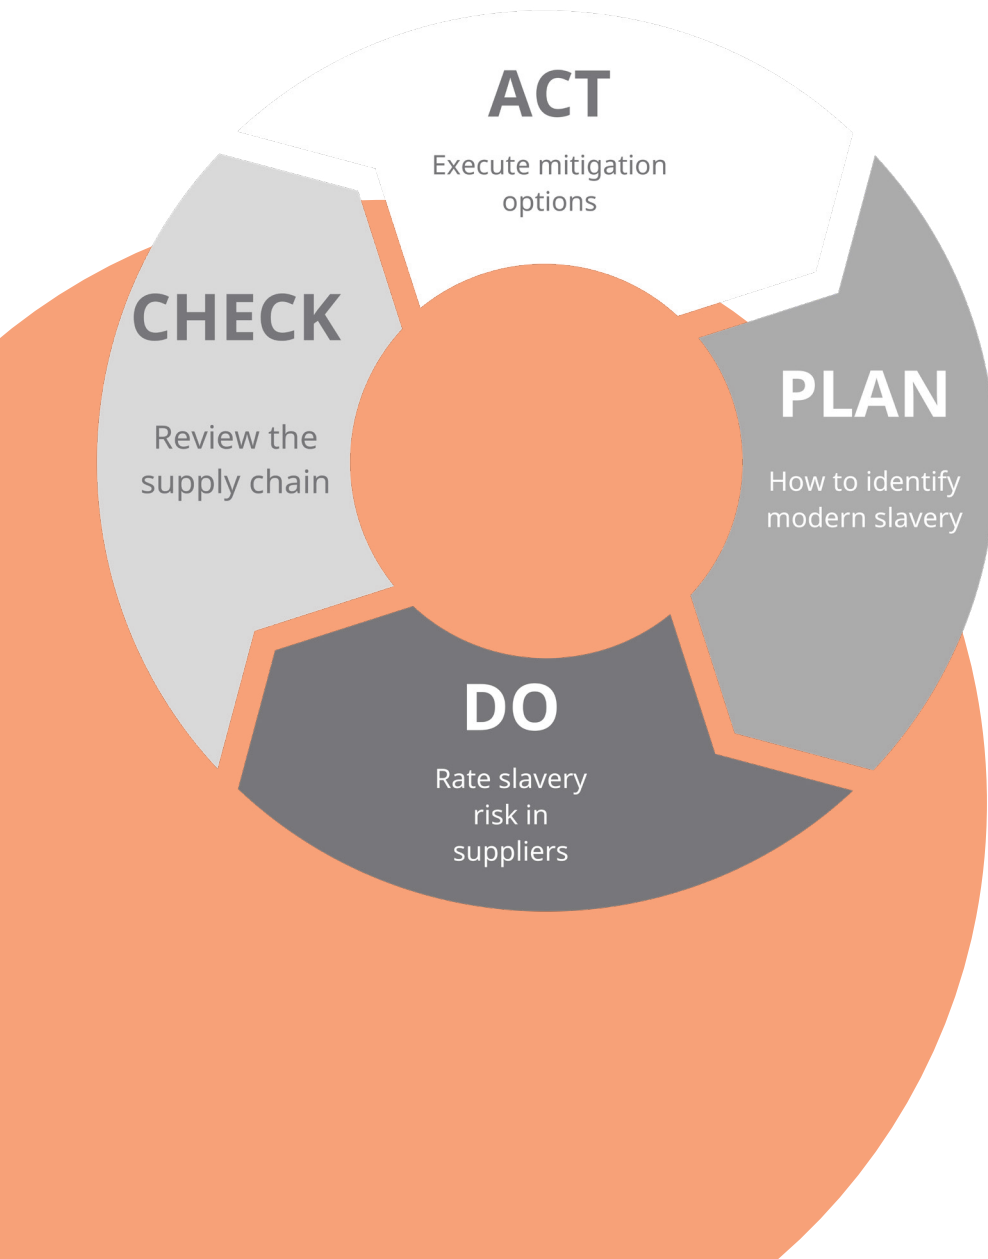 ACT
Execute mitigation
options
CHECK
Review the
supply chain
PLAN
How to identify
modern slavery
DO
Rate slavery
risk in
suppliers